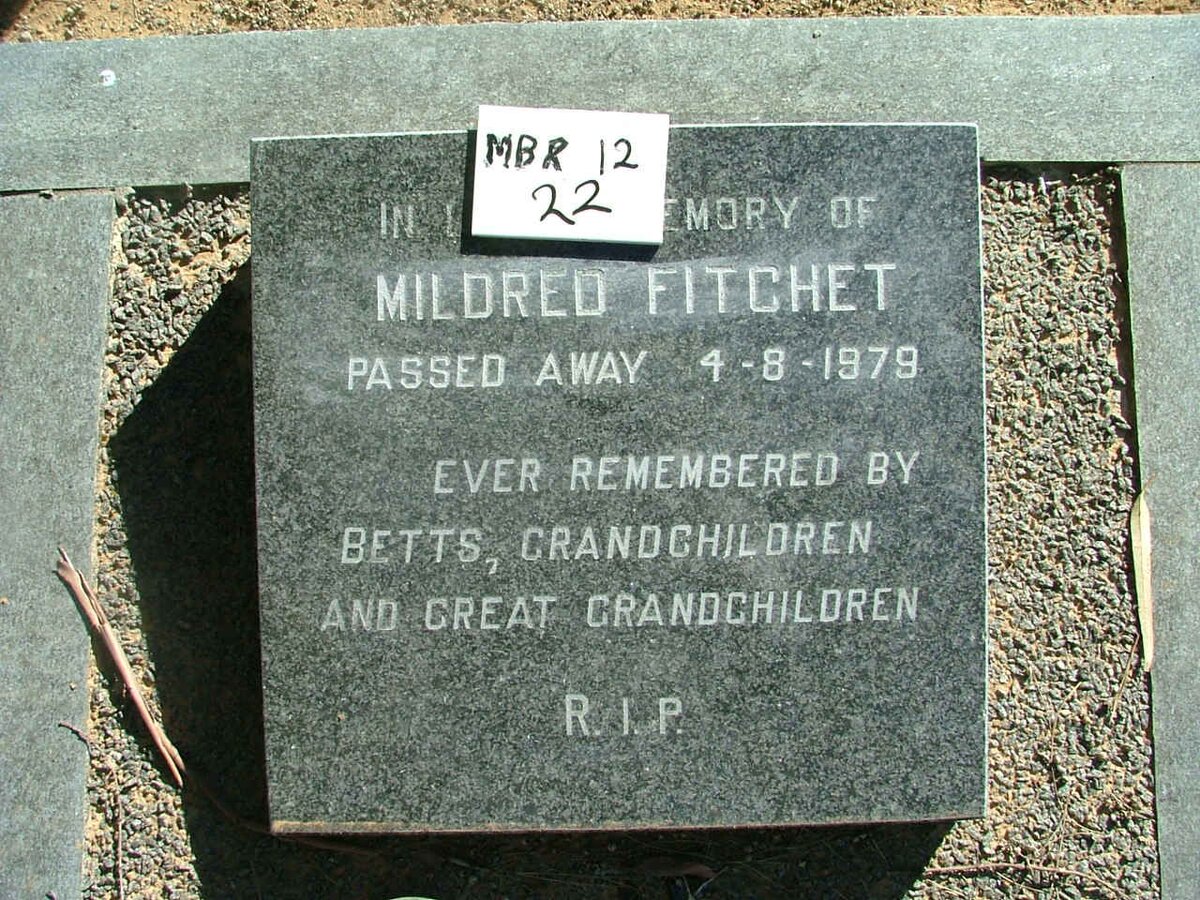 MBR 12
22
IN EMORY OF
MILDRED FITCHET
PASSED AWAY 4-8-1979
EVER REMEMBERED BY
BETTS, GRANDCHILDREN
AND GREAT GRANDCHILDREN
R.I.P.